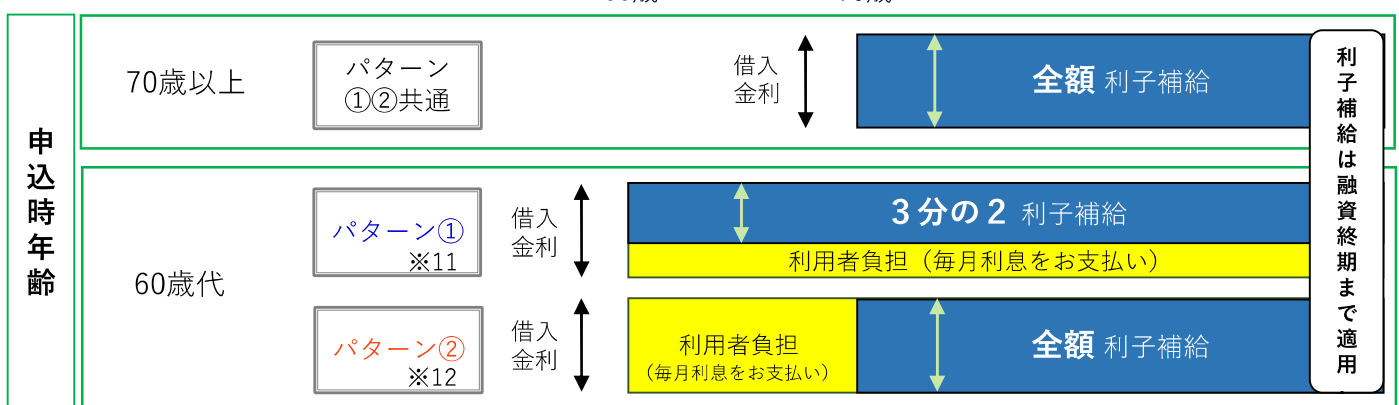 申込時年齢
70歳以上
パターン
①②共通
借入
金利
全額 利子補給
60歳代
パターン①
※11
借入
金利
3分の2 利子補給
利用者負担（毎月利息をお支払い）
パターン②
※12
借入
金利
利用者負担
（毎月利息をお支払い）
全額 利子補給
利子補給は融資終期まで適用